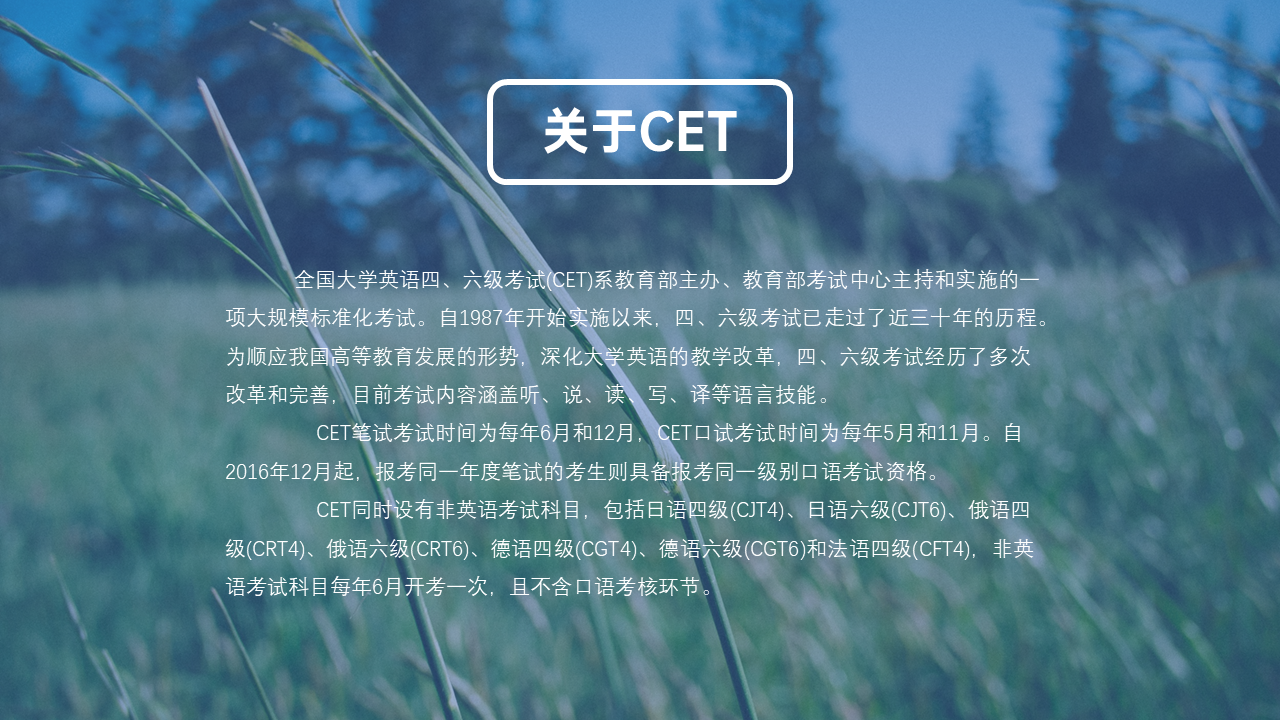 关于CET
全国大学英语四、六级考试(CET)系教育部主办、教育部考试中心主持和实施的一
项大规模标准化考试。自1987年开始实施以来，四、六级考试已走过了近三十年的历程。
为顺应我国高等教育发展的形势，深化大学英语的教学改革，四、六级考试经历了多次
改革和完善，目前考试内容涵盖听、说、读、写、译等语言技能。
CET笔试考试时间为每年6月和12月，CET口试考试时间为每年5月和11月。自
2016年12月起，报考同一年度笔试的考生则具备报考同一级别口语考试资格。
CET同时设有非英语考试科目，包括日语四级(CJT4)、日语六级(CJT6)、俄语四
级(CRT4)、俄语六级(CRT6)、德语四级(CGT4)、德语六级(CGT6)和法语四级(CFT4)，非英
语考试科目每年6月开考一次，且不含口语考核环节。